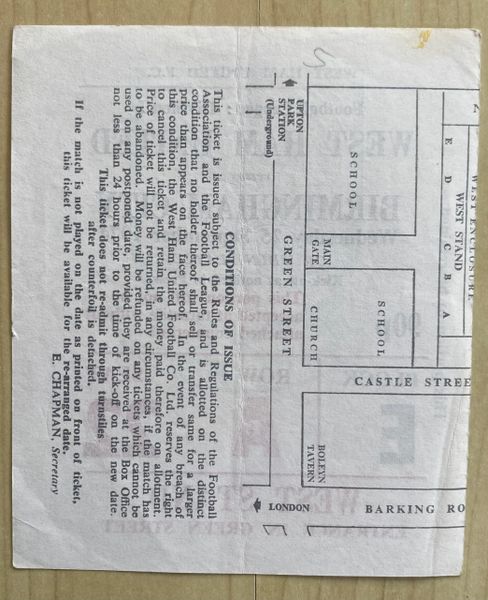 WEST ENCLOSURE
WEST STAND
E D C B A
SCHOOL
SCHOOL
MAIN
GATE
CHURCH
CASTLE STREE
BOLEYN
TAVERN
BARKING RO
UPTON
PARK
STATION
(Underground)
GREEN STREET
LONDON
CONDITIONS OF ISSUE
This ticket is issued subject to the Rules and Regulations of the Football
Association and the Football League, and is allotted on the distinct
condition that no holder thereof shall sell or transfer same for a larger
price than appears on the face hereof. In the event of any breach of
this condition, the West Ham United Football Co. Ltd reserves the right
to cancel this ticket and retain the money paid therefore on allotment.
Price of ticket will not be returned, in any circumstances, if the match has
to be abandoned. Money will be refunded on any tickets which cannot be
used on any postponed date, provided they are received at the Box Office
not less than 24 hours prior to the time of kick-off on the new date.
This ticket does not re-admit through turnstiles
after counterfoil is detached.
If the match is not played on the date as printed on front of ticket,
this ticket will be available for the re-arranged date.
E. CHAPMAN, Secretary